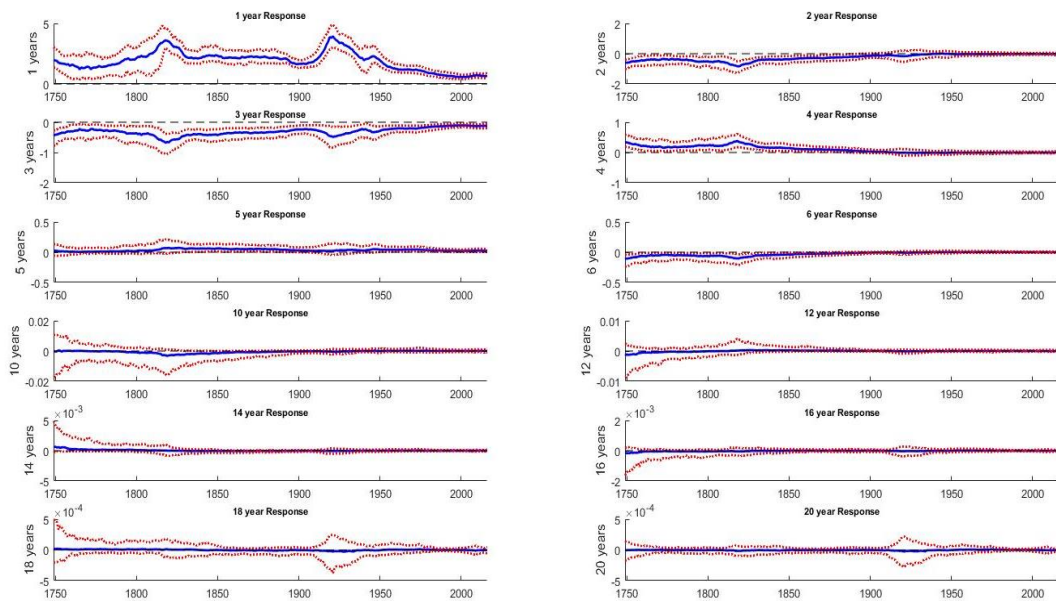 1 year Response
5
0
1 years
1750 1800 1850 1900 1950 2000
2 year Response
2
0
-2
2 years
1750 1800 1850 1900 1950 2000
3 year Response
0
-1
-2
3 years
1750 1800 1850 1900 1950 2000
4 year Response
1
0
-1
4 years
1750 1800 1850 1900 1950 2000
5 year Response
0.5
0
-0.5
5 years
1750 1800 1850 1900 1950 2000
6 year Response
0.5
0
-0.5
6 years
1750 1800 1850 1900 1950 2000
10 year Response
0.02
0
-0.02
10 years
1750 1800 1850 1900 1950 2000
12 year Response
0.01
0
-0.01
12 years
1750 1800 1850 1900 1950 2000
14 year Response
×10⁻³
5
0
-5
14 years
1750 1800 1850 1900 1950 2000
16 year Response
×10⁻³
2
0
-2
16 years
1750 1800 1850 1900 1950 2000
18 year Response
×10⁻⁴
5
0
-5
18 years
1750 1800 1850 1900 1950 2000
20 year Response
×10⁻⁴
5
0
-5
20 years
1750 1800 1850 1900 1950 2000